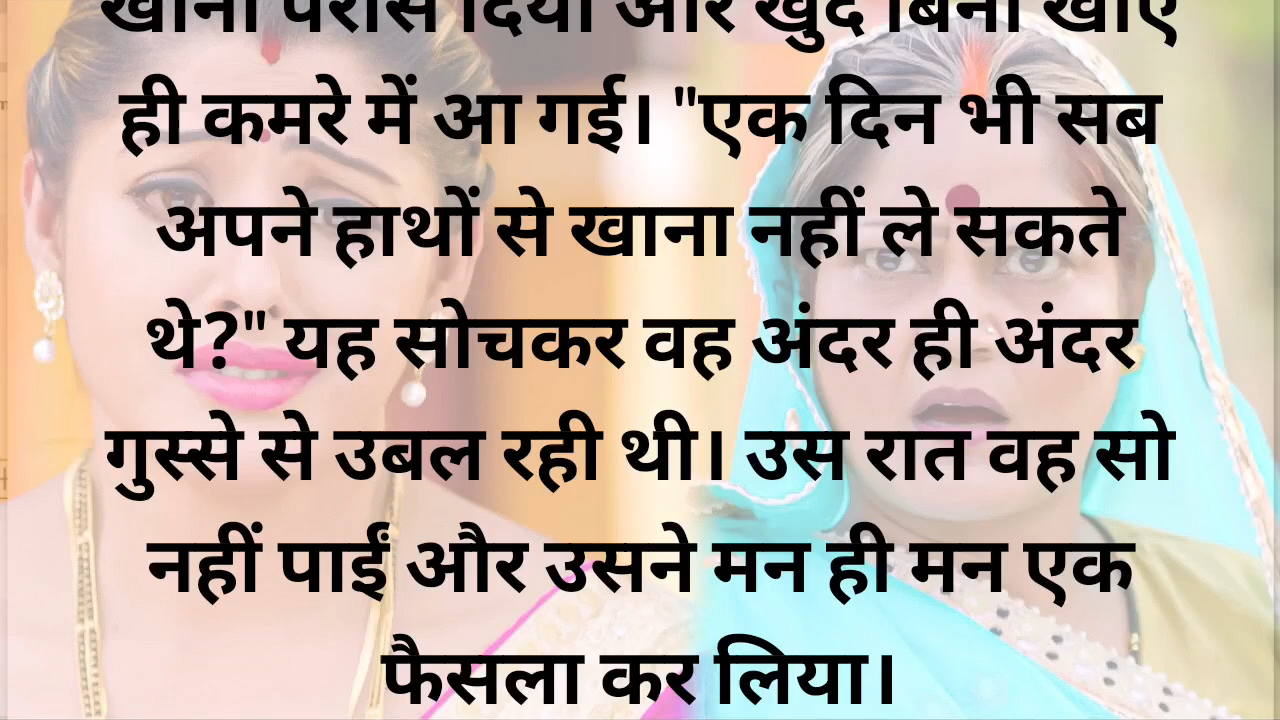 खाना परोस दिया और खुद बिना खाए
ही कमरे में आ गई। "एक दिन भी सब
अपने हाथों से खाना नहीं ले सकते
थे?" यह सोचकर वह अंदर ही अंदर
गुस्से से उबल रही थी। उस रात वह सो
नहीं पाईं और उसने मन ही मन एक
फैसला कर लिया।